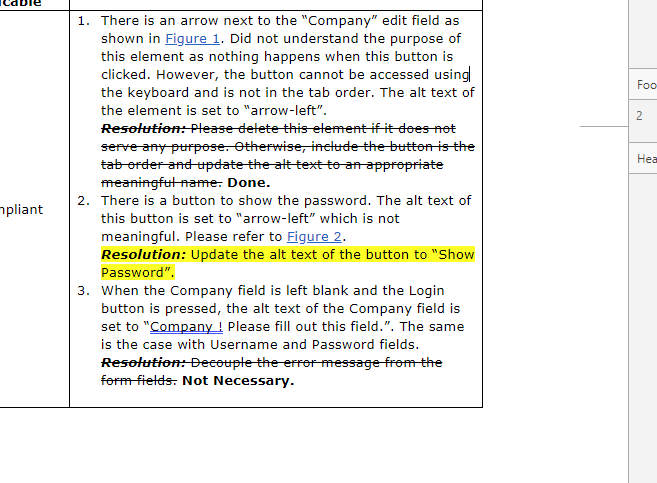 icable
1. There is an arrow next to the “Company” edit field as
shown in Figure 1. Did not understand the purpose of
this element as nothing happens when this button is
clicked. However, the button cannot be accessed using
the keyboard and is not in the tab order. The alt text of
the element is set to “arrow-left”.
Resolution: Please delete this element if it does not
serve any purpose. Otherwise, include the button is the
tab order and update the alt text to an appropriate
meaningful name. Done.
npliant
2. There is a button to show the password. The alt text of
this button is set to “arrow-left” which is not
meaningful. Please refer to Figure 2.
Resolution: Update the alt text of the button to “Show
Password”.
3. When the Company field is left blank and the Login
button is pressed, the alt text of the Company field is
set to “Company ! Please fill out this field.”. The same
is the case with Username and Password fields.
Resolution: Decouple the error message from the
form fields. Not Necessary.
Foo
2
Hea